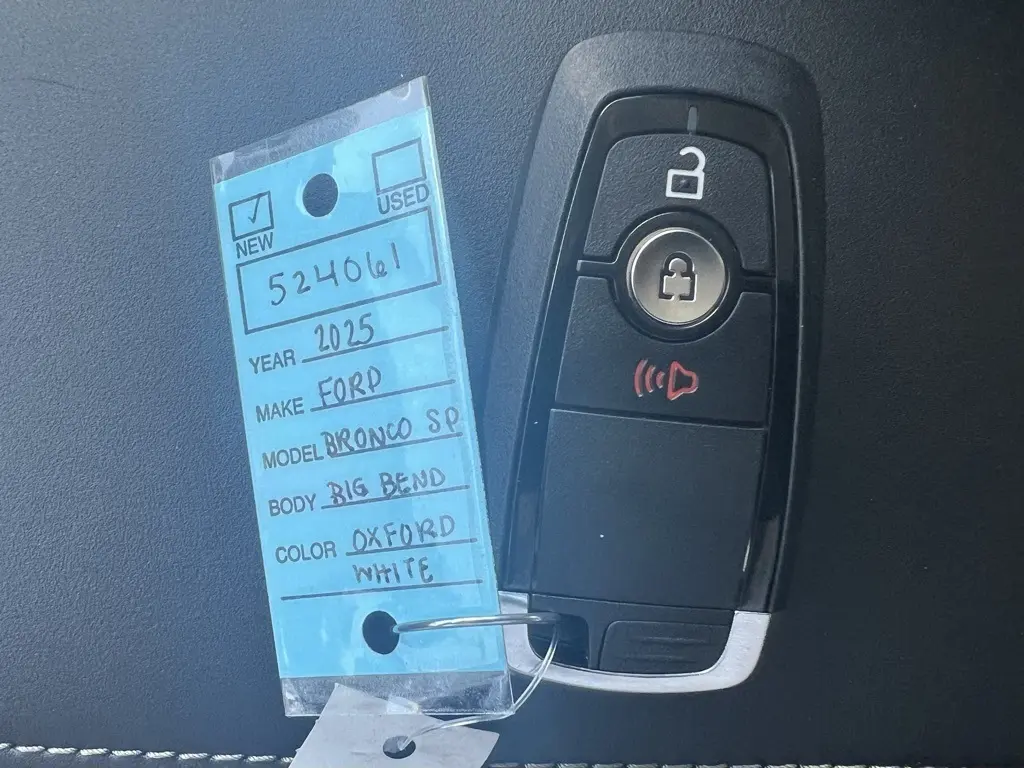 NEW USED
524061
YEAR 2025
MAKE FORD
MODEL BRONCO SP
BODY BIG BEND
COLOR OXFORD
WHITE